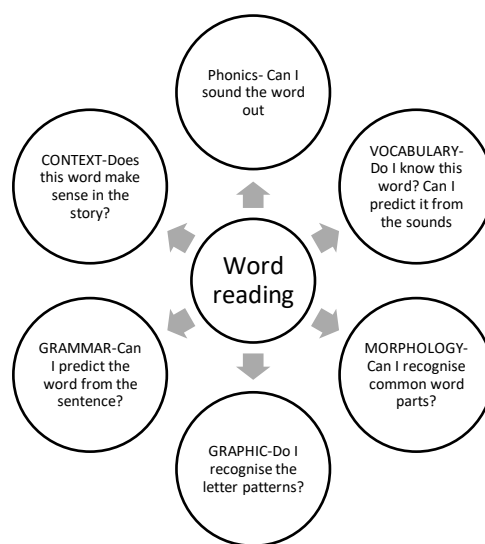 Phonics- Can I
sound the word
out
VOCABULARY-
Do I know this
word? Can I
predict it from
the sounds
MORPHOLOGY-
Can I recognise
common word
parts?
GRAPHIC-Do I
recognise the
letter patterns?
GRAMMAR-Can
I predict the
word from the
sentence?
CONTEXT-Does
this word make
sense in the
story?
Word
reading